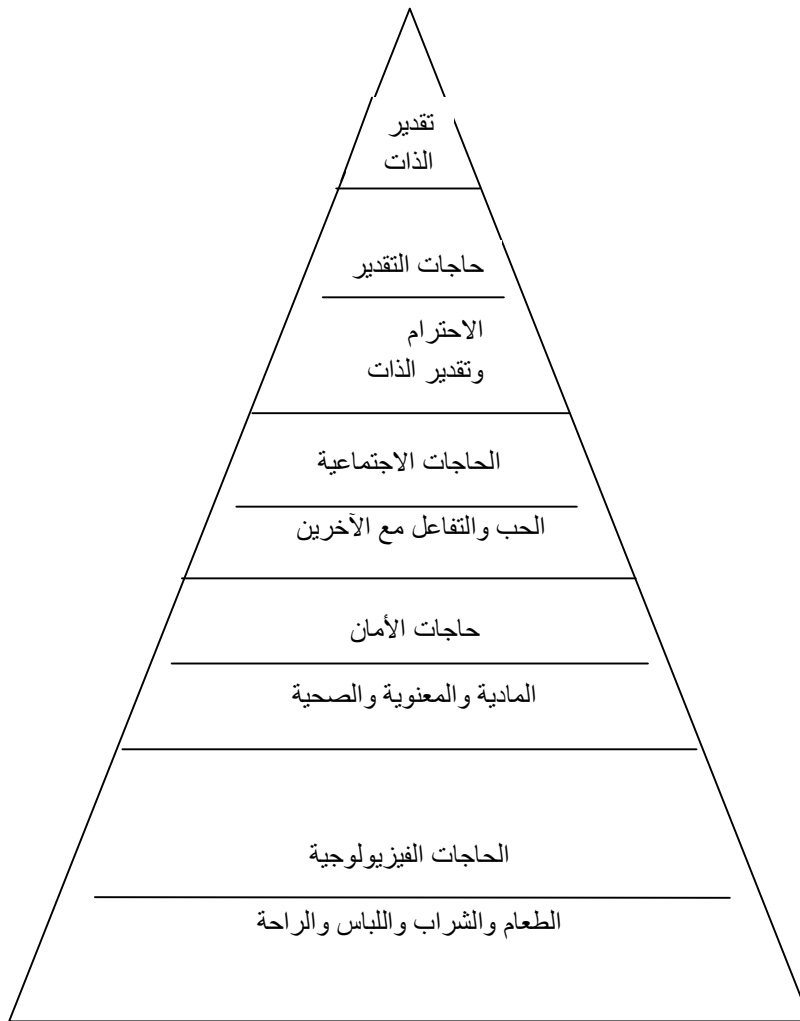 تقدير
الذات
حاجات التقدير
الاحترام
وتقدير الذات
الحاجات الاجتماعية
الحب والتفاعل مع الآخرين
حاجات الأمان
المادية والمعنوية والصحية
الحاجات الفيزيولوجية
الطعام والشراب واللباس والراحة